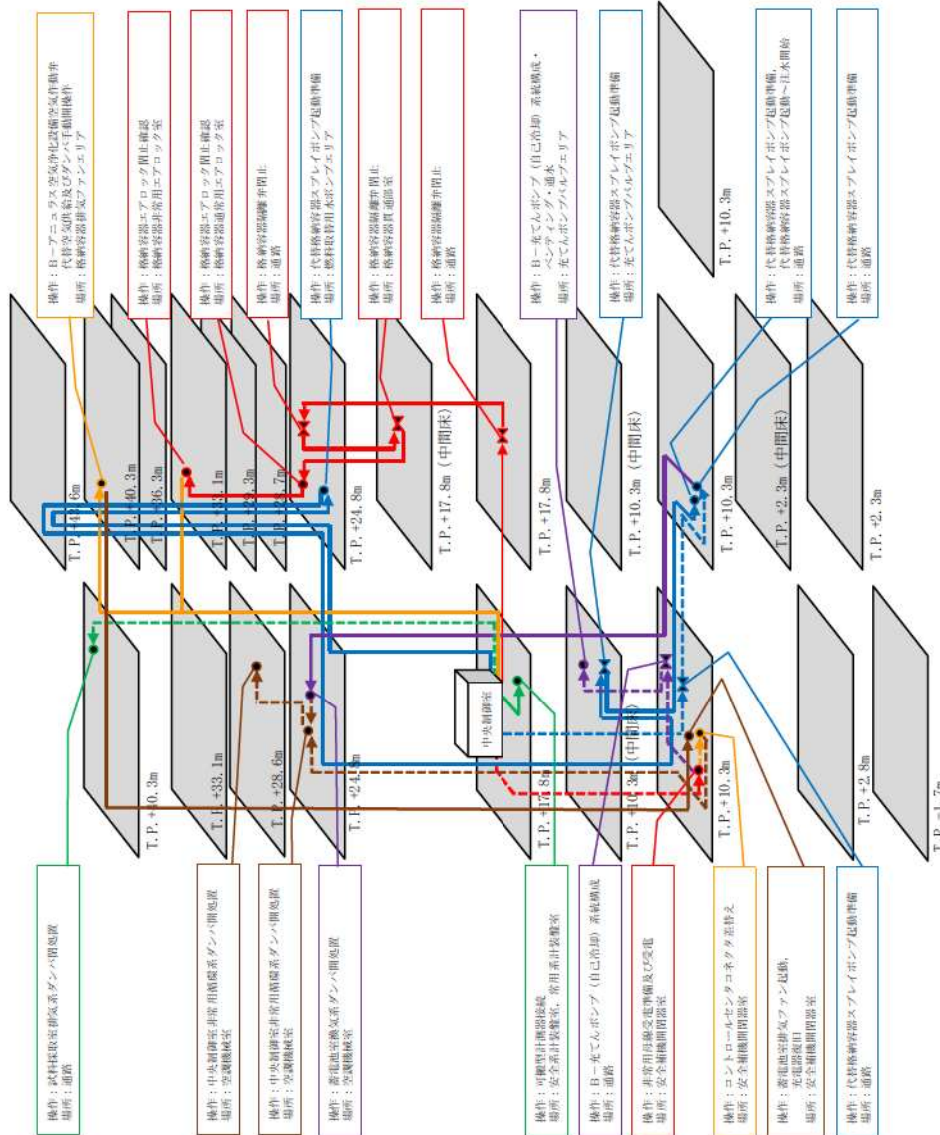 操作：B－アニュラス空気浄化設備空気作動弁
代替空気供給及びダンパ手動開操作
場所：格納容器排気ファンエリア
操作：格納容器エアロック閉止確認
場所：格納容器非常用エアロック室
操作：格納容器エアロック閉止確認
場所：格納容器通常用エアロック室
操作：格納容器隔離弁閉止
場所：通路
操作：代替格納容器スプレイポンプ起動準備
場所：燃料取替用水ポンプエリア
操作：格納容器隔離弁閉止
場所：格納容器貫通部室
操作：格納容器隔離弁閉止
場所：通路
操作：B－充てんポンプ（自己冷却）系統構成・
ベンティング・通水
場所：充てんポンプバルブエリア
操作：代替格納容器スプレイポンプ起動準備
場所：充てんポンプバルブエリア
操作：代替格納容器スプレイポンプ起動準備，
代替格納容器スプレイポンプ起動～注水開始
場所：通路
操作：代替格納容器スプレイポンプ起動準備
場所：通路
T.P.+10.3m
T.P.+43.6m
T.P.+40.3m
T.P.+36.3m
T.P.+33.1m
T.P.+29.3m
T.P.+28.7m
T.P.+24.8m
T.P.+17.8m（中間床）
T.P.+17.8m
T.P.+10.3m（中間床）
T.P.+10.3m
T.P.+2.3m（中間床）
T.P.+2.3m
中央制御室
T.P.+40.3m
T.P.+33.1m
T.P.+28.6m
T.P.+24.8m
T.P.+17.8m
T.P.+10.3m（中間床）
T.P.+10.3m
T.P.+2.8m
T.P.-1.7m
操作：試料採取室排気系ダンパ閉処置
場所：通路
操作：中央制御室非常用循環系ダンパ開処置
場所：空調機械室
操作：中央制御室非常用循環系ダンパ開処置
場所：空調機械室
操作：蓄電池室換気系ダンパ開処置
場所：空調機械室
操作：可搬型計測器接続
場所：安全系計装盤室，常用系計装盤室
操作：B－充てんポンプ（自己冷却）系統構成
場所：通路
操作：非常用母線受電準備及び受電
場所：安全補機開閉器室
操作：コントロールセンタコネクタ差替え
場所：安全補機開閉器室
操作：蓄電池室排気ファン起動，
充電器復旧
場所：安全補機開閉器室
操作：代替格納容器スプレイポンプ起動準備
場所：通路